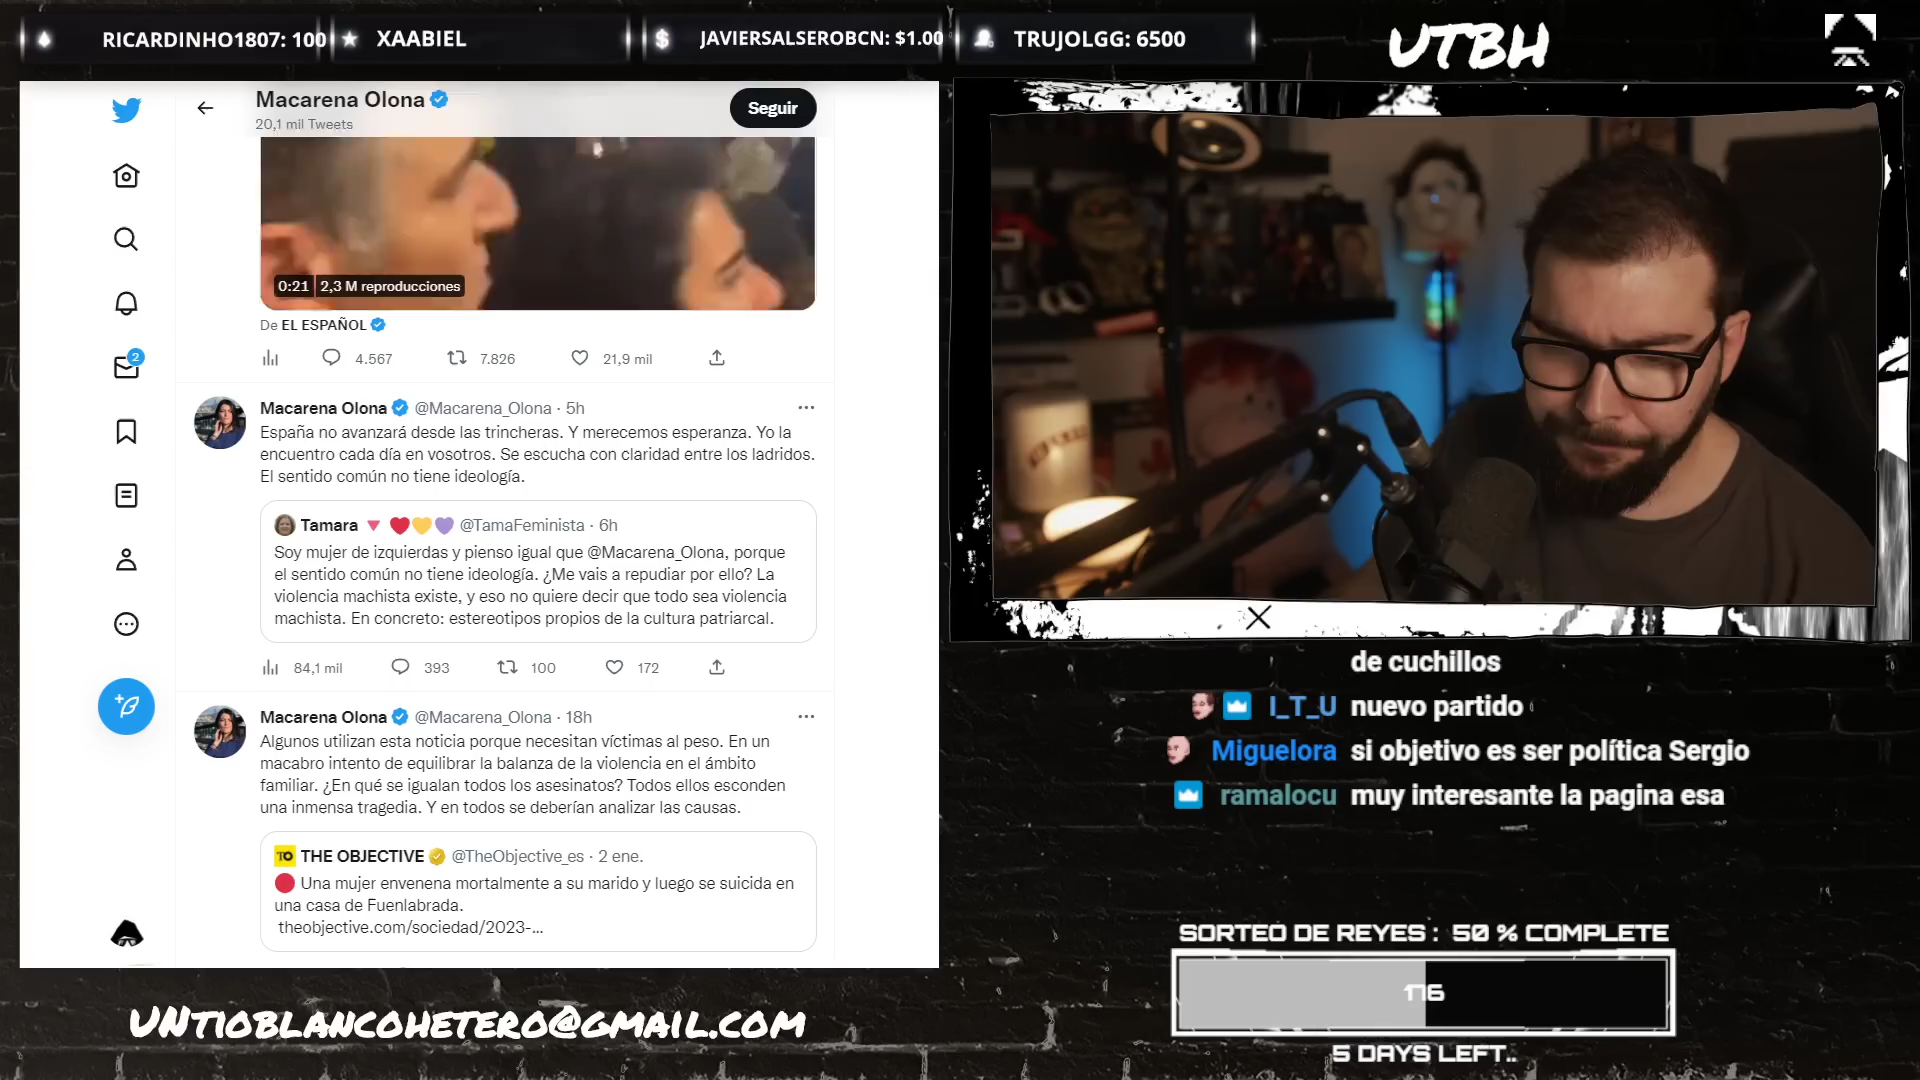 RICARDINHO1807: 100
XAABIEL
JAVIERSALSEROBCN: $1.00
TRUJOLGG: 6500
UTBH
Macarena Olona
20,1 mil Tweets
Seguir
0:21 2,3 M reproducciones
De EL ESPAÑOL
4.567 7.826 21,9 mil
2
Macarena Olona @Macarena_Olona · 5h
España no avanzará desde las trincheras. Y merecemos esperanza. Yo la
encuentro cada día en vosotros. Se escucha con claridad entre los ladridos.
El sentido común no tiene ideología.
Tamara @TamaFeminista · 6h
Soy mujer de izquierdas y pienso igual que @Macarena_Olona, porque
el sentido común no tiene ideología. ¿Me vais a repudiar por ello? La
violencia machista existe, y eso no quiere decir que todo sea violencia
machista. En concreto: estereotipos propios de la cultura patriarcal.
84,1 mil 393 100 172
Macarena Olona @Macarena_Olona · 18h
Algunos utilizan esta noticia porque necesitan víctimas al peso. En un
macabro intento de equilibrar la balanza de la violencia en el ámbito
familiar. ¿En qué se igualan todos los asesinatos? Todos ellos esconden
una inmensa tragedia. Y en todos se deberían analizar las causas.
TO THE OBJECTIVE @TheObjective_es · 2 ene.
Una mujer envenena mortalmente a su marido y luego se suicida en
una casa de Fuenlabrada.
theobjective.com/sociedad/2023-...
de cuchillos
I_T_U nuevo partido
Miguelora si objetivo es ser política Sergio
ramalocu muy interesante la pagina esa
SORTEO DE REYES : 50 % COMPLETE
176
5 DAYS LEFT..
UNTIOBLANCOHETERO@GMAIL.COM